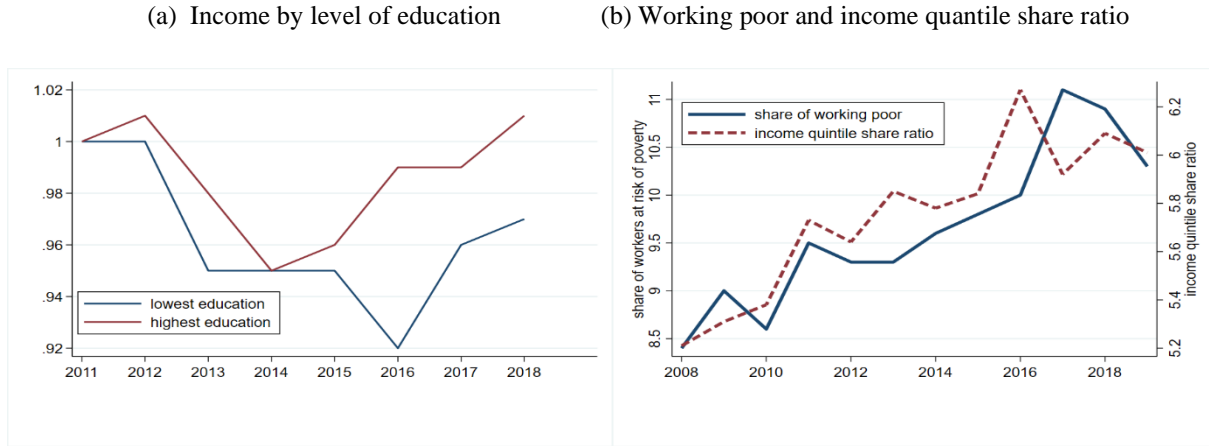 (a) Income by level of education
(b) Working poor and income quantile share ratio
1.02
1
.98
.96
.94
.92
lowest education
highest education
2011 2012 2013 2014 2015 2016 2017 2018
share of workers at risk of poverty
11
10.5
10
9.5
9
8.5
share of working poor
income quintile share ratio
6.2
6
5.8
5.6
5.4
5.2
income quintile share ratio
2008 2010 2012 2014 2016 2018